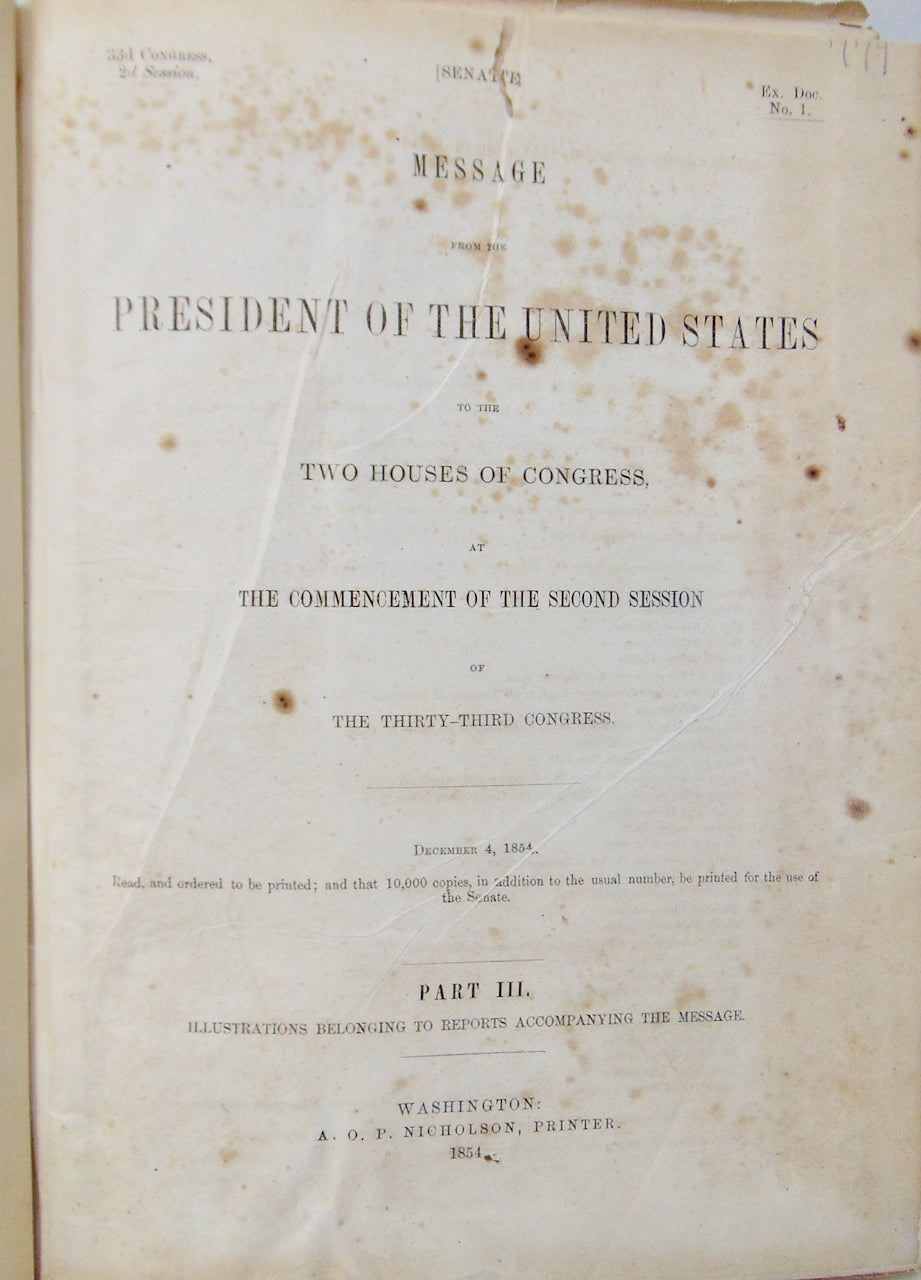 33d Congress,
2d Session.
[SENATE]
Ex. Doc.
No. 1.
MESSAGE
FROM THE
PRESIDENT OF THE UNITED STATES
TO THE
TWO HOUSES OF CONGRESS,
AT
THE COMMENCEMENT OF THE SECOND SESSION
OF
THE THIRTY-THIRD CONGRESS.
December 4, 1854.
Read, and ordered to be printed; and that 10,000 copies, in addition to the usual number, be printed for the use of
the Senate.
PART III.
ILLUSTRATIONS BELONGING TO REPORTS ACCOMPANYING THE MESSAGE.
WASHINGTON:
A. O. P. NICHOLSON, PRINTER.
1854.